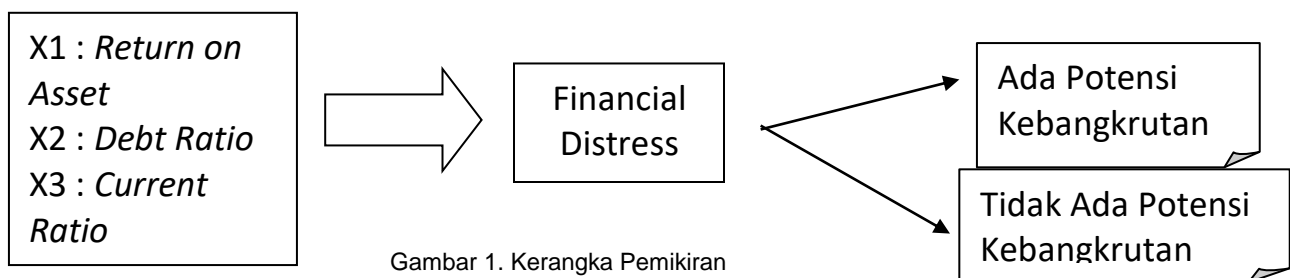 X1 : Return on
Asset
X2 : Debt Ratio
X3 : Current
Ratio
Financial
Distress
Ada Potensi
Kebangkrutan
Tidak Ada Potensi
Kebangkrutan
Gambar 1. Kerangka Pemikiran